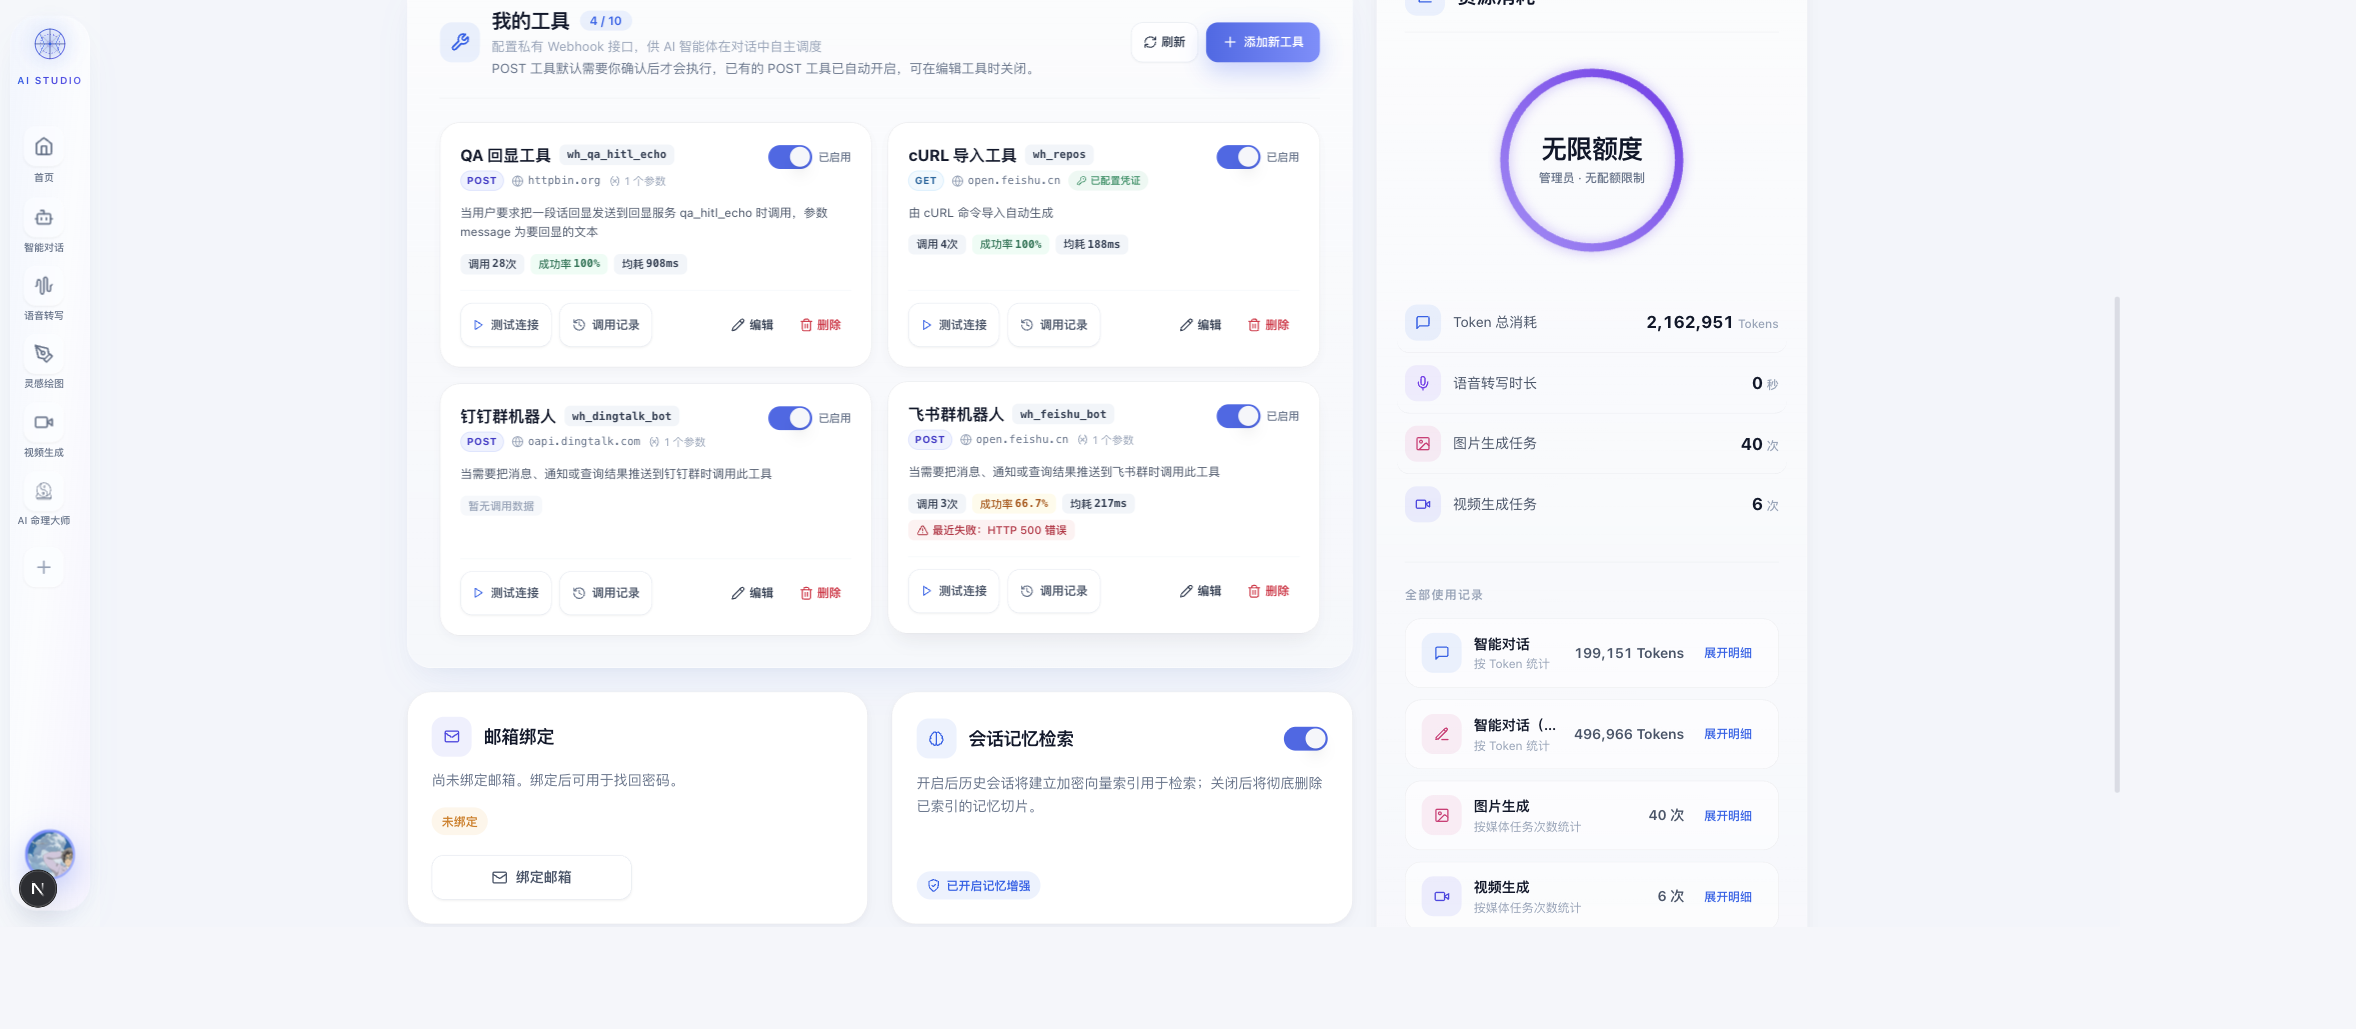 AI STUDIO
首页
智能对话
语音转写
灵感绘图
视频生成
AI 命理大师
N
我的工具 4 / 10
配置私有 Webhook 接口，供 AI 智能体在对话中自主调度
POST 工具默认需要你确认后才会执行，已有的 POST 工具已自动开启，可在编辑工具时关闭。
刷新
添加新工具
QA 回显工具 wh_qa_hitl_echo 已启用
POST httpbin.org 1 个参数
当用户要求把一段话回显发送到回显服务 qa_hitl_echo 时调用，参数
message 为要回显的文本
调用 28次 成功率 100% 均耗 908ms
测试连接 调用记录 编辑 删除
cURL 导入工具 wh_repos 已启用
GET open.feishu.cn 已配置凭证
由 cURL 命令导入自动生成
调用 4次 成功率 100% 均耗 188ms
测试连接 调用记录 编辑 删除
钉钉群机器人 wh_dingtalk_bot 已启用
POST oapi.dingtalk.com 1 个参数
当需要把消息、通知或查询结果推送到钉钉群时调用此工具
暂无调用数据
测试连接 调用记录 编辑 删除
飞书群机器人 wh_feishu_bot 已启用
POST open.feishu.cn 1 个参数
当需要把消息、通知或查询结果推送到飞书群时调用此工具
调用 3次 成功率 66.7% 均耗 217ms
最近失败：HTTP 500 错误
测试连接 调用记录 编辑 删除
邮箱绑定
尚未绑定邮箱。绑定后可用于找回密码。
未绑定
绑定邮箱
会话记忆检索
开启后历史会话将建立加密向量索引用于检索；关闭后将彻底删除
已索引的记忆切片。
已开启记忆增强
资源消耗
无限额度
管理员 · 无配额限制
Token 总消耗 2,162,951 Tokens
语音转写时长 0 秒
图片生成任务 40 次
视频生成任务 6 次
全部使用记录
智能对话
按 Token 统计
199,151 Tokens 展开明细
智能对话（...
按 Token 统计
496,966 Tokens 展开明细
图片生成
按媒体任务次数统计
40 次 展开明细
视频生成
按媒体任务次数统计
6 次 展开明细